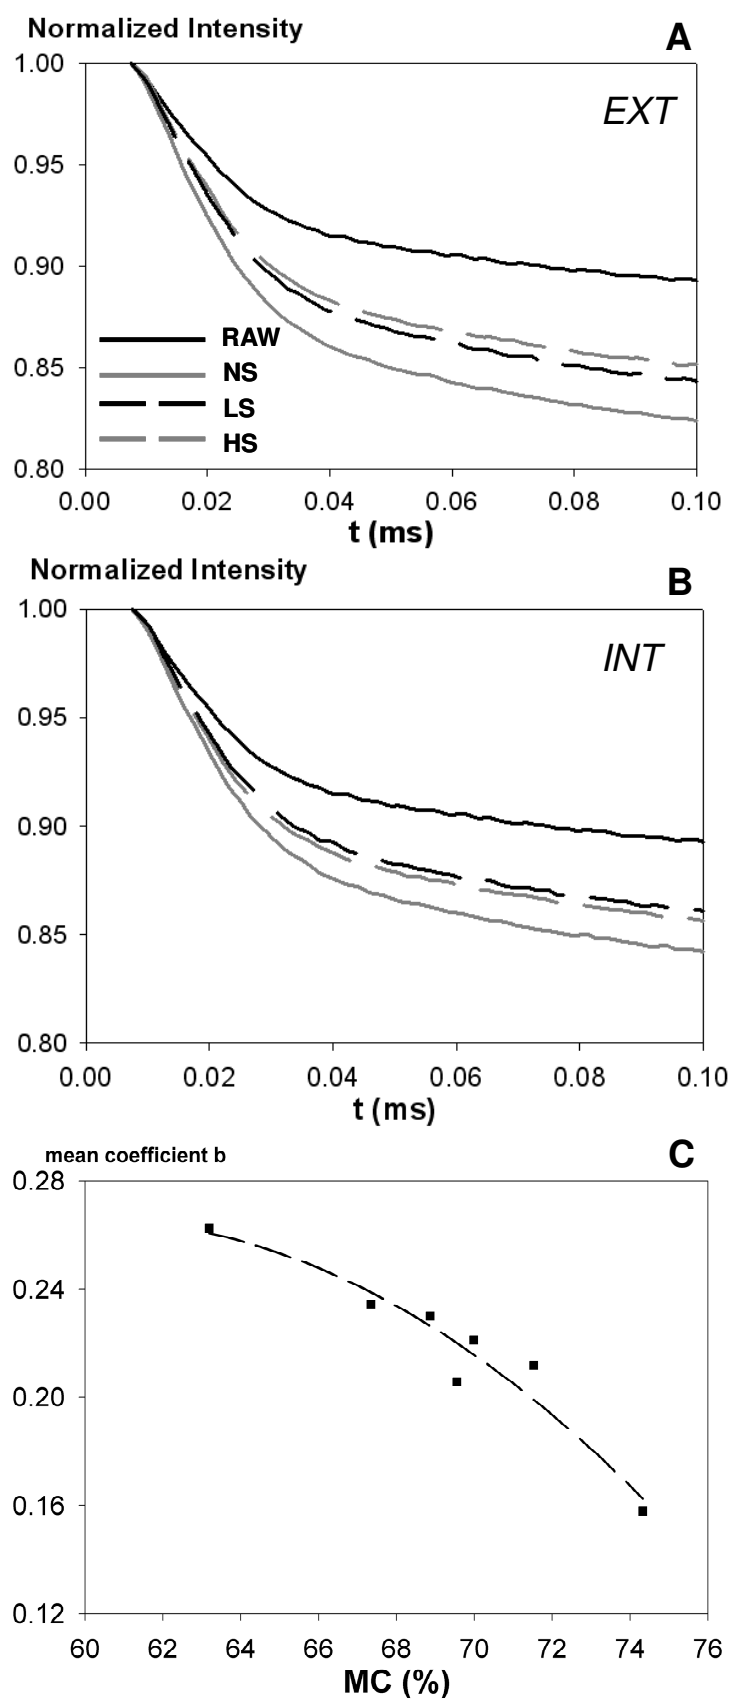 Normalized Intensity
A
1.00
EXT
0.95
0.90
RAW
0.85
NS
LS
HS
0.80
0.00 0.02 0.04 0.06 0.08 0.10
t (ms)
Normalized Intensity
B
1.00
INT
0.95
0.90
0.85
0.80
0.00 0.02 0.04 0.06 0.08 0.10
t (ms)
mean coefficient b
C
0.28
0.24
0.20
0.16
0.12
60 62 64 66 68 70 72 74 76
MC (%)